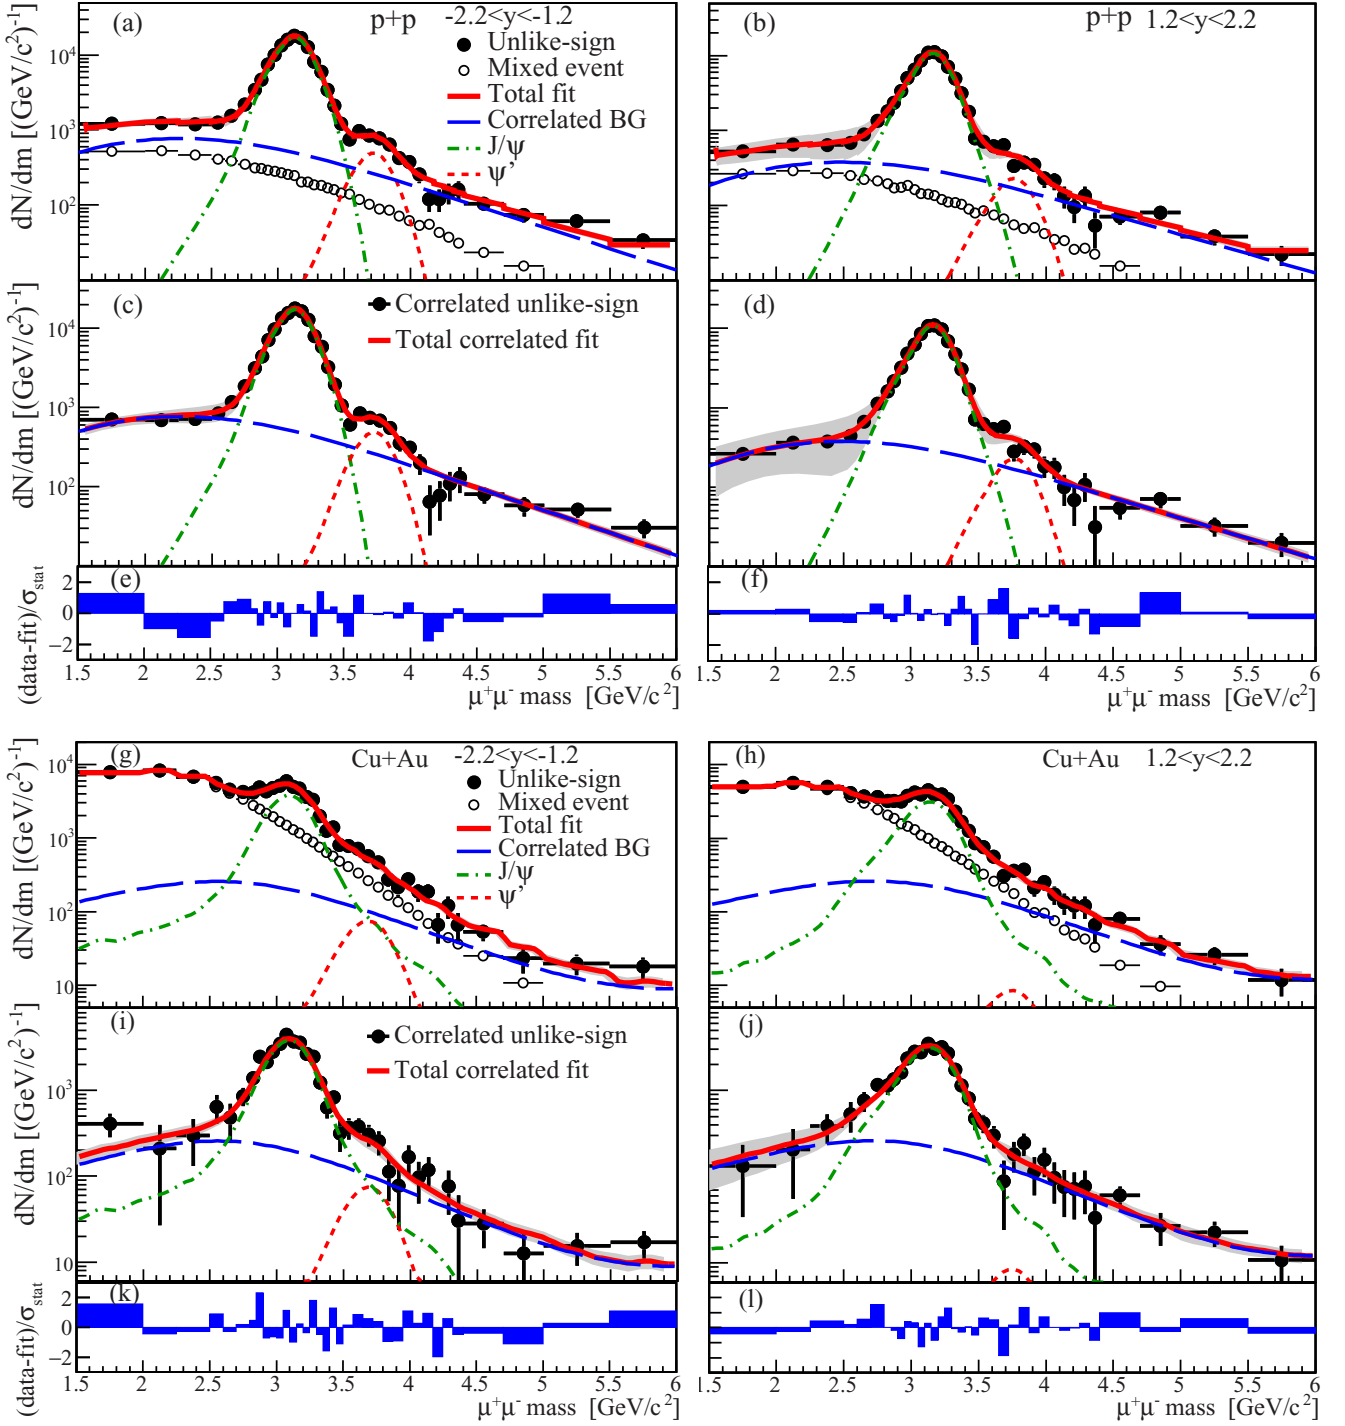 (a) p+p -2.2<y<-1.2
Unlike-sign
Mixed event
Total fit
Correlated BG
J/ψ
ψ’
dN/dm [(GeV/c²)⁻¹]
10⁴
10³
10²
(b) p+p 1.2<y<2.2
(c)
Correlated unlike-sign
Total correlated fit
dN/dm [(GeV/c²)⁻¹]
10⁴
10³
10²
(d)
(e)
(data-fit)/σstat
2
0
−2
1.5 2 2.5 3 3.5 4 4.5 5 5.5 6
μ⁺μ⁻ mass [GeV/c²]
(f)
1.5 2 2.5 3 3.5 4 4.5 5 5.5 6
μ⁺μ⁻ mass [GeV/c²]
(g) Cu+Au -2.2<y<-1.2
Unlike-sign
Mixed event
Total fit
Correlated BG
J/ψ
ψ’
dN/dm [(GeV/c²)⁻¹]
10⁴
10³
10²
10
(h) Cu+Au 1.2<y<2.2
(i)
Correlated unlike-sign
Total correlated fit
dN/dm [(GeV/c²)⁻¹]
10³
10²
10
(j)
(k)
(data-fit)/σstat
2
0
−2
1.5 2 2.5 3 3.5 4 4.5 5 5.5 6
μ⁺μ⁻ mass [GeV/c²]
(l)
1.5 2 2.5 3 3.5 4 4.5 5 5.5 6
μ⁺μ⁻ mass [GeV/c²]